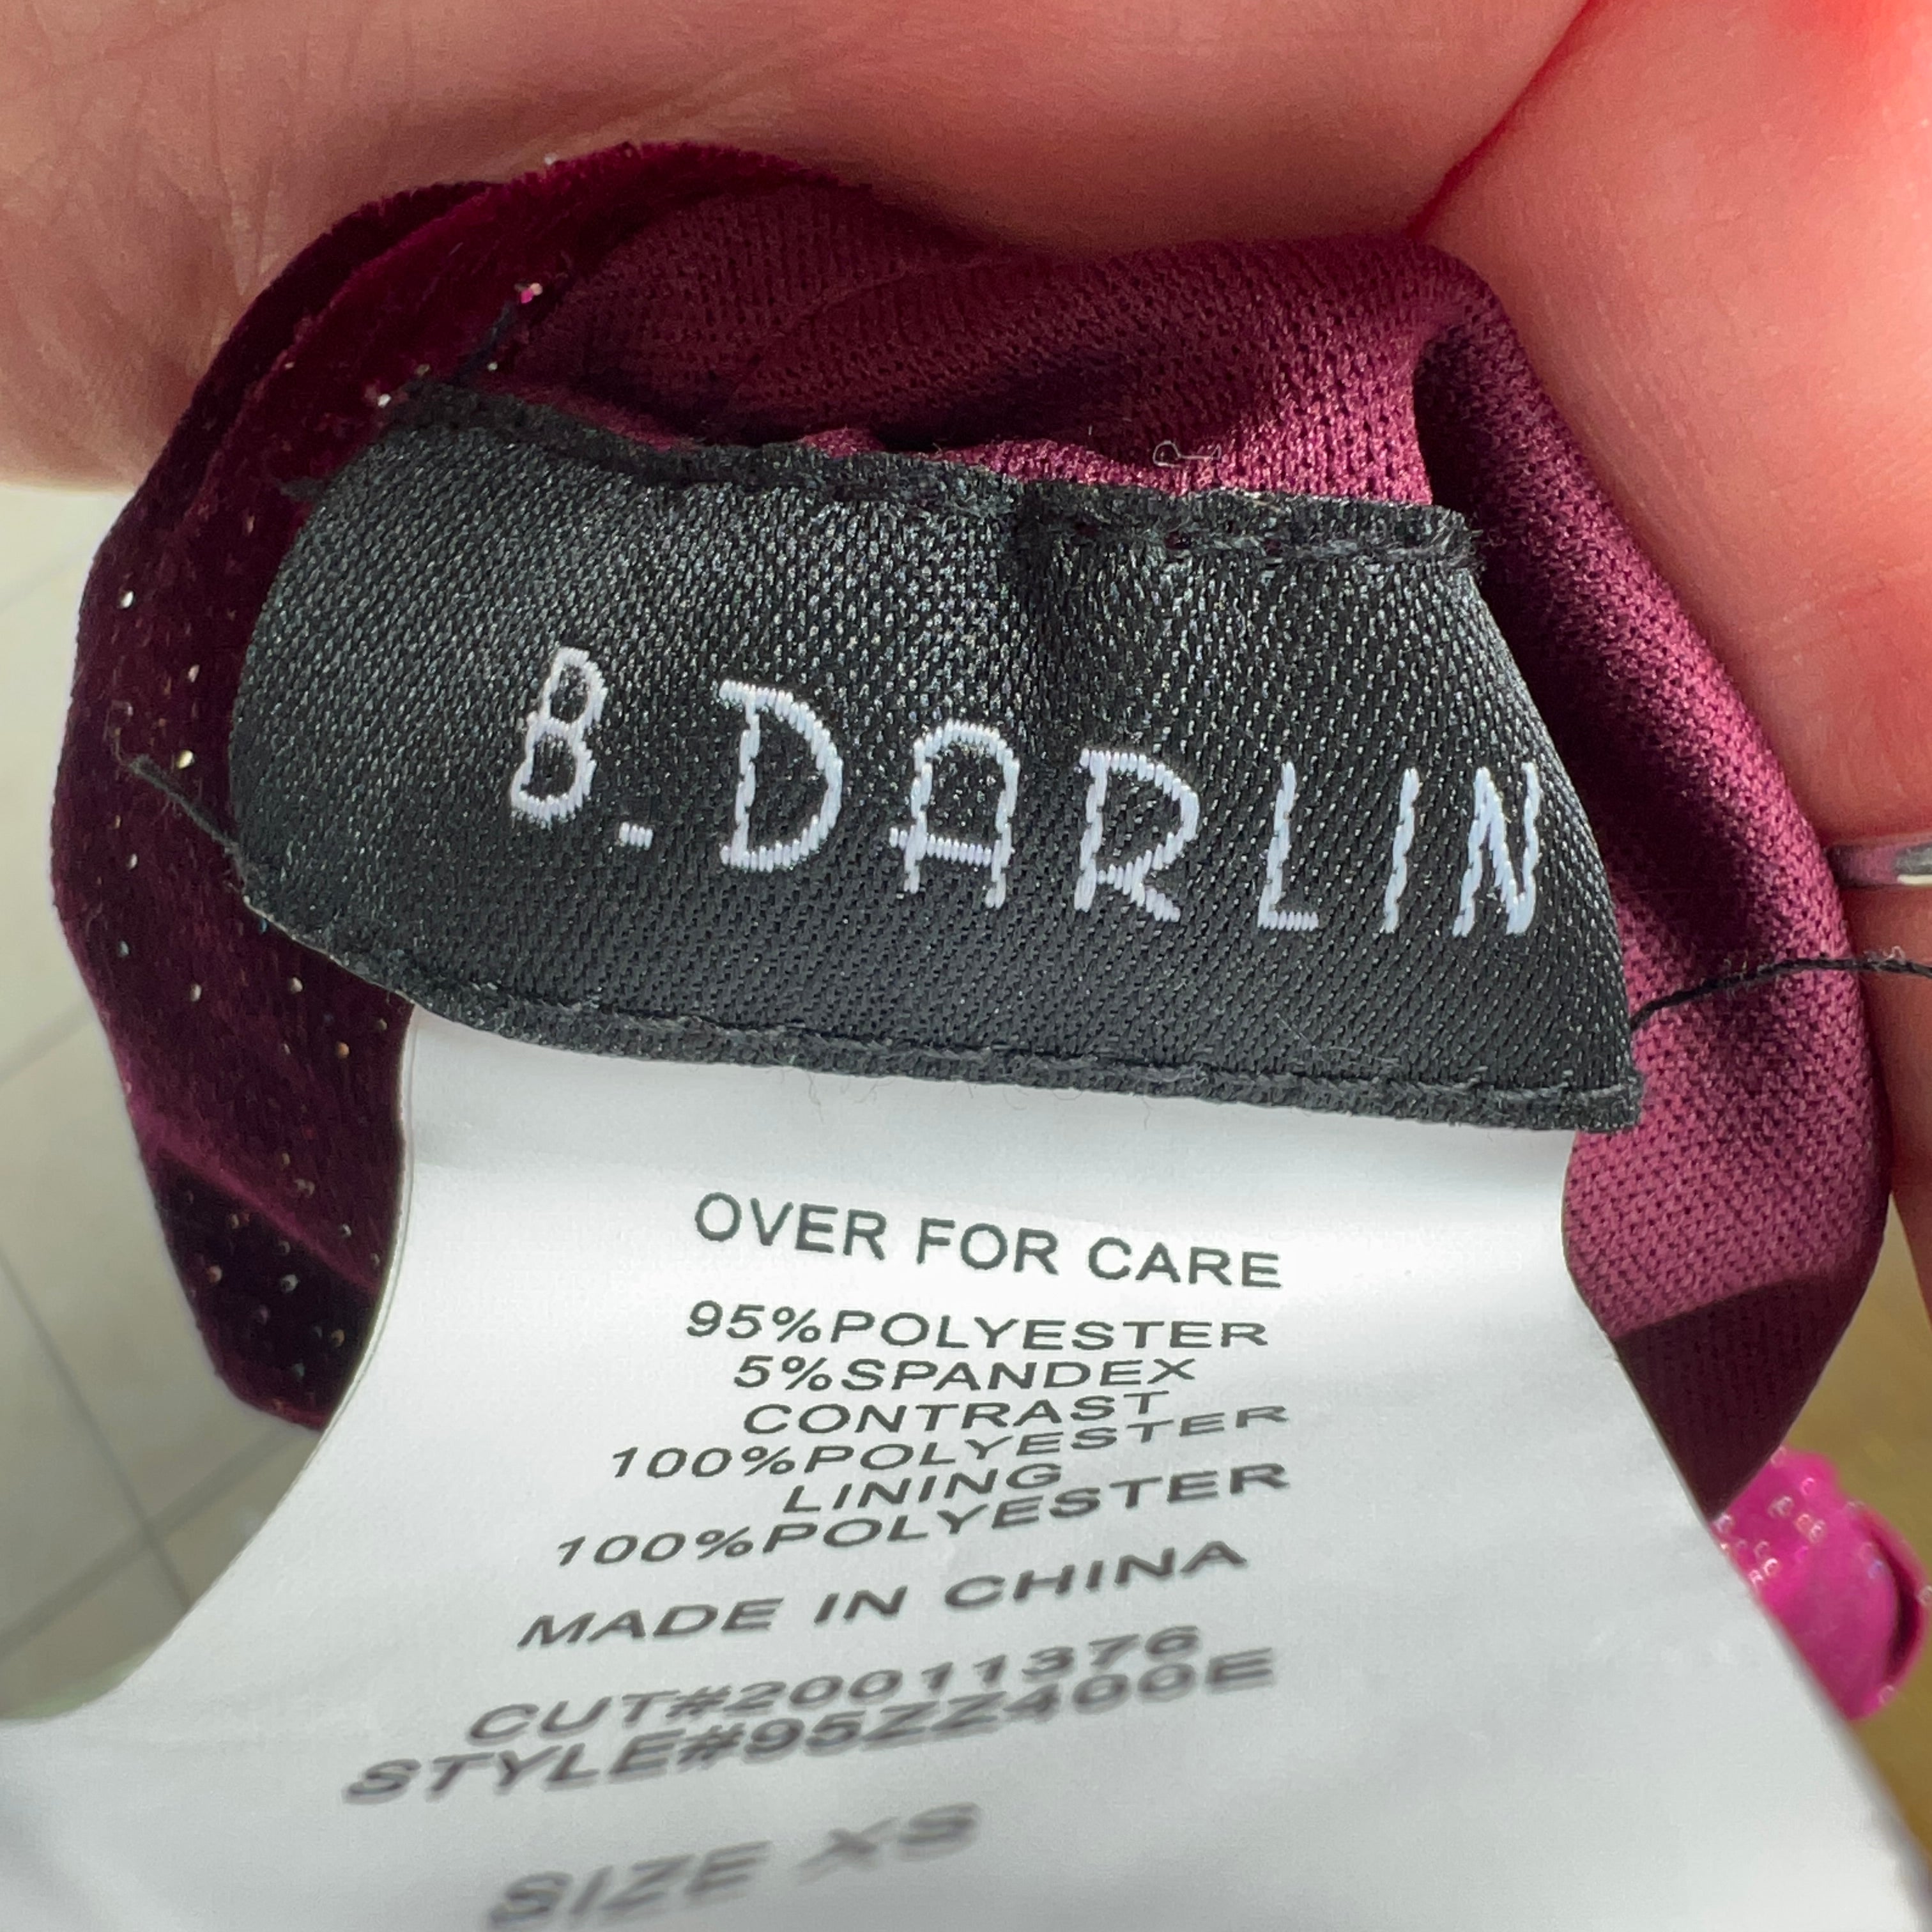 B.DARLIN
OVER FOR CARE
95%POLYESTER
5%SPANDEX
CONTRAST
100%POLYESTER
LINING
100%POLYESTER
MADE IN CHINA
CUT#20011376
STYLE#95ZZ400E
SIZE XS